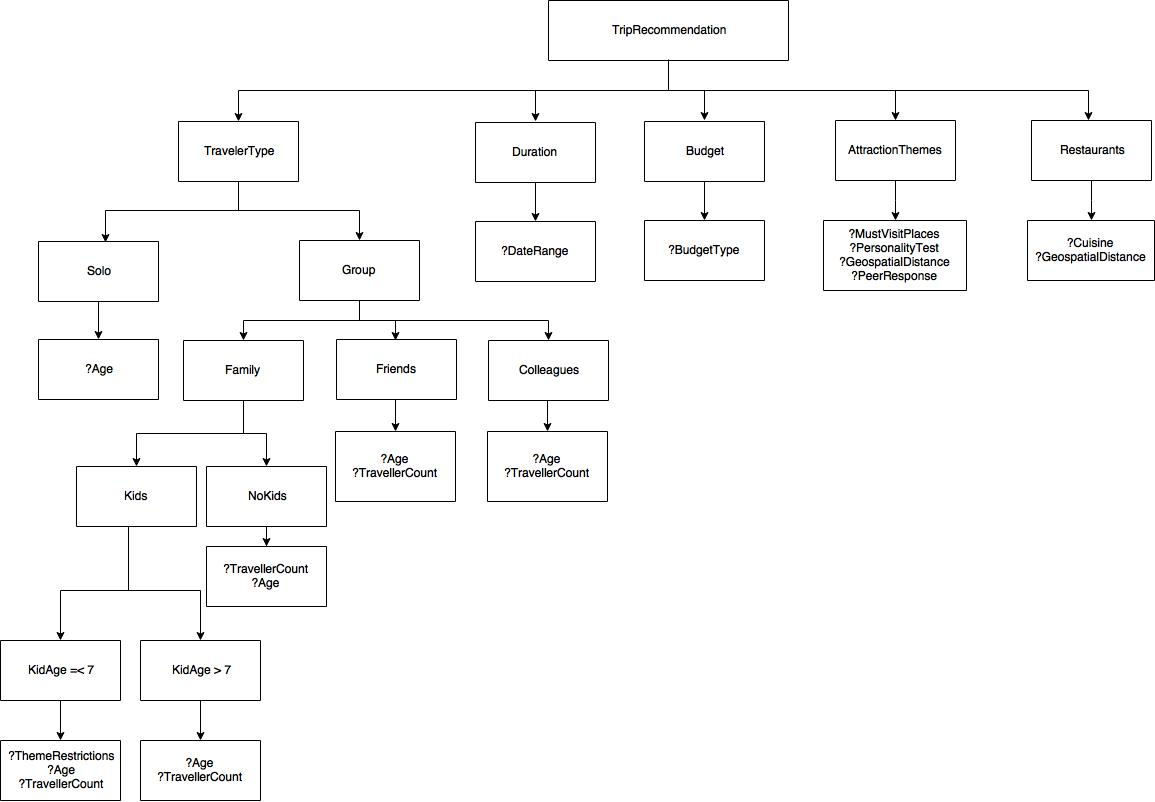 TripRecommendation
TravelerType
Duration
Budget
AttractionThemes
Restaurants
?DateRange
?BudgetType
?MustVisitPlaces
?PersonalityTest
?GeospatialDistance
?PeerResponse
?Cuisine
?GeospatialDistance
Solo
Group
?Age
Family
Friends
Colleagues
?Age
?TravellerCount
?Age
?TravellerCount
Kids
NoKids
?TravellerCount
?Age
KidAge =< 7
KidAge > 7
?ThemeRestrictions
?Age
?TravellerCount
?Age
?TravellerCount